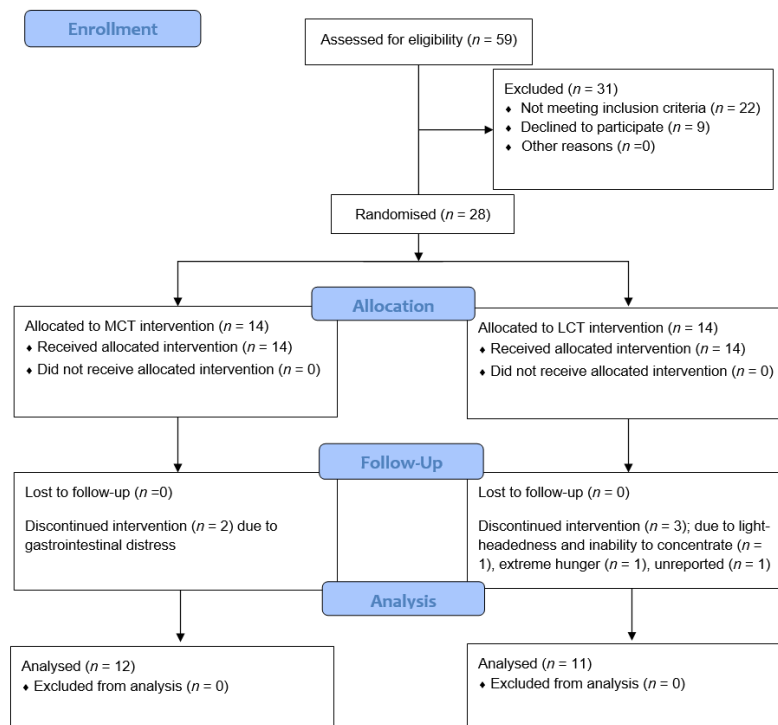 Enrollment
Assessed for eligibility (n = 59)
Excluded (n = 31)
♦ Not meeting inclusion criteria (n = 22)
♦ Declined to participate (n = 9)
♦ Other reasons (n =0)
Randomised (n = 28)
Allocation
Allocated to MCT intervention (n = 14)
♦ Received allocated intervention (n = 14)
♦ Did not receive allocated intervention (n = 0)
Allocated to LCT intervention (n = 14)
♦ Received allocated intervention (n = 14)
♦ Did not receive allocated intervention (n = 0)
Follow-Up
Lost to follow-up (n =0)
Discontinued intervention (n = 2) due to
gastrointestinal distress
Lost to follow-up (n = 0)
Discontinued intervention (n = 3); due to light-
headedness and inability to concentrate (n =
1), extreme hunger (n = 1), unreported (n = 1)
Analysis
Analysed (n = 12)
♦ Excluded from analysis (n = 0)
Analysed (n = 11)
♦ Excluded from analysis (n = 0)